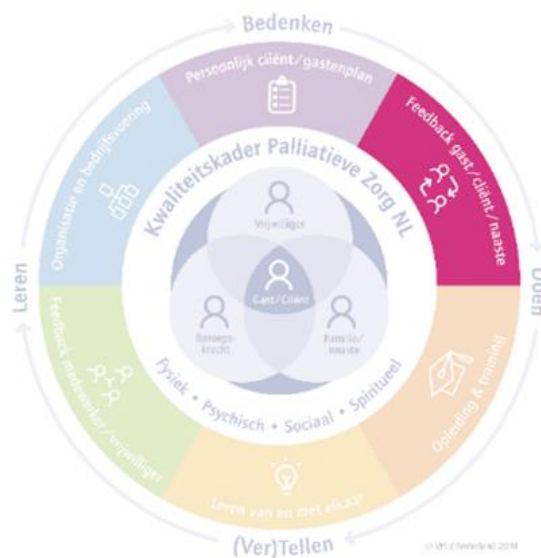 Bedenken
Persoonlijk cliënt/gastenplan
Feedback gast/cliënt/naaste
Organisatie en bedrijfsvoering
Kwaliteitskader Palliatieve Zorg NL
Vrijwilliger
Gast/Cliënt
Beroeps-
kracht
Familie/
naaste
Leren
Doen
Fysiek • Psychisch • Sociaal • Spiritueel
Feedback medewerker/vrijwilliger
Opleiding & training
Leren van en met elkaar
(Ver)Tellen